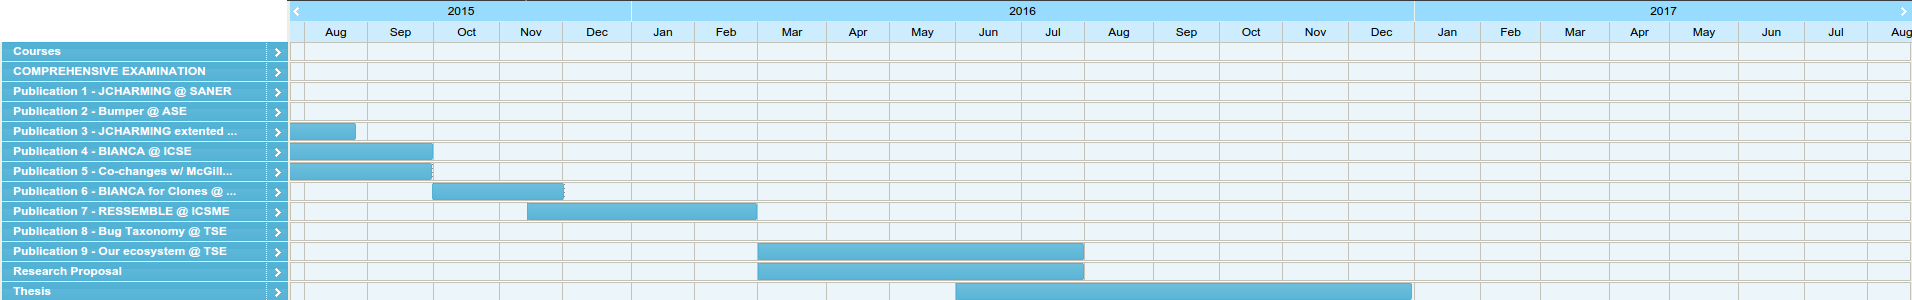 2015 2016 2017
Aug Sep Oct Nov Dec Jan Feb Mar Apr May Jun Jul Aug Sep Oct Nov Dec Jan Feb Mar Apr May Jun Jul Aug
Courses
COMPREHENSIVE EXAMINATION
Publication 1 - JCHARMING @ SANER
Publication 2 - Bumper @ ASE
Publication 3 - JCHARMING extented ...
Publication 4 - BIANCA @ ICSE
Publication 5 - Co-changes w/ McGill...
Publication 6 - BIANCA for Clones @ ...
Publication 7 - RESSEMBLE @ ICSME
Publication 8 - Bug Taxonomy @ TSE
Publication 9 - Our ecosystem @ TSE
Research Proposal
Thesis